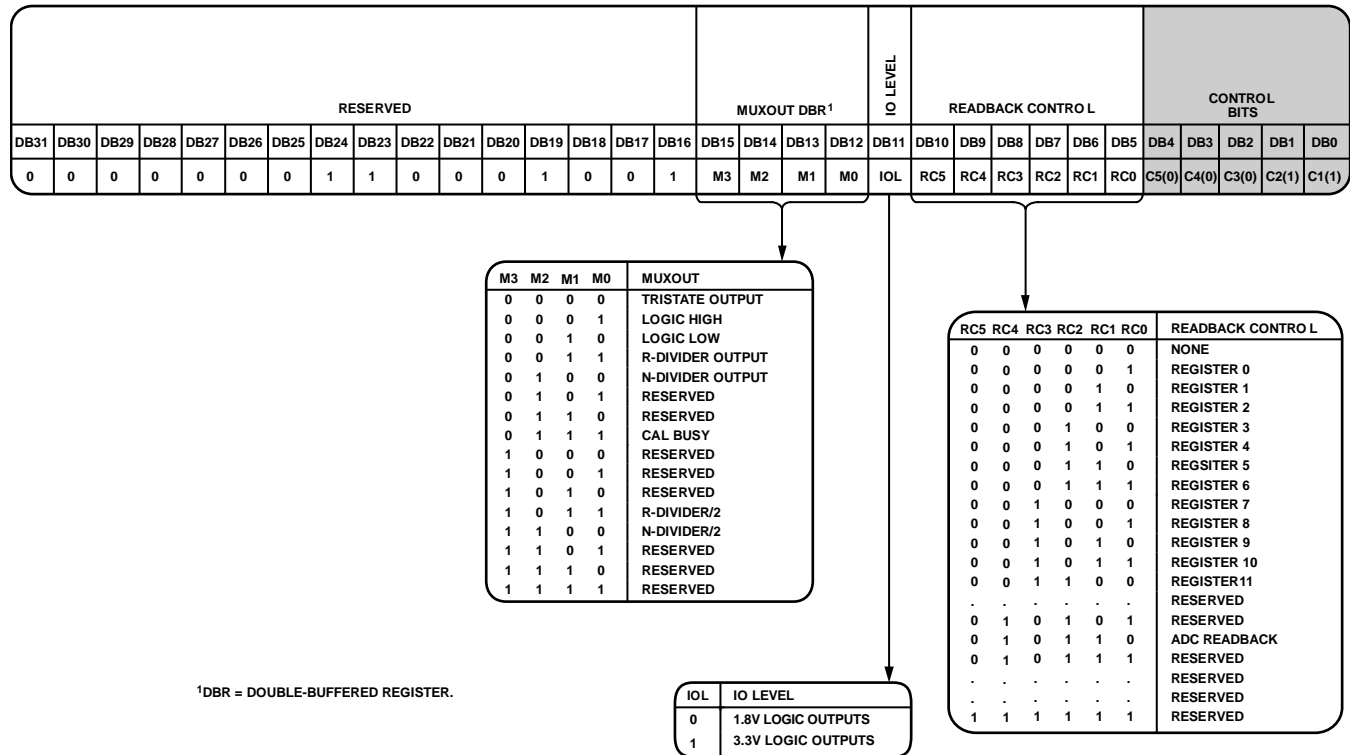 RESERVED MUXOUT DBR1 IO LEVEL READBACK CONTRO L CONTROL
BITS
DB31 DB30 DB29 DB28 DB27 DB26 DB25 DB24 DB23 DB22 DB21 DB20 DB19 DB18 DB17 DB16 DB15 DB14 DB13 DB12 DB11 DB10 DB9 DB8 DB7 DB6 DB5 DB4 DB3 DB2 DB1 DB0
0 0 0 0 0 0 0 1 1 0 0 0 1 0 0 1 M3 M2 M1 M0 IOL RC5 RC4 RC3 RC2 RC1 RC0 C5(0) C4(0) C3(0) C2(1) C1(1)
M3 M2 M1 M0 MUXOUT
0 0 0 0 TRISTATE OUTPUT
0 0 0 1 LOGIC HIGH
0 0 1 0 LOGIC LOW
0 0 1 1 R-DIVIDER OUTPUT
0 1 0 0 N-DIVIDER OUTPUT
0 1 0 1 RESERVED
0 1 1 0 RESERVED
0 1 1 1 CAL BUSY
1 0 0 0 RESERVED
1 0 0 1 RESERVED
1 0 1 0 RESERVED
1 0 1 1 R-DIVIDER/2
1 1 0 0 N-DIVIDER/2
1 1 0 1 RESERVED
1 1 1 0 RESERVED
1 1 1 1 RESERVED
RC5 RC4 RC3 RC2 RC1 RC0 READBACK CONTRO L
0 0 0 0 0 0 NONE
0 0 0 0 0 1 REGISTER 0
0 0 0 0 1 0 REGISTER 1
0 0 0 0 1 1 REGISTER 2
0 0 0 1 0 0 REGISTER 3
0 0 0 1 0 1 REGISTER 4
0 0 0 1 1 0 REGSITER 5
0 0 0 1 1 1 REGISTER 6
0 0 1 0 0 0 REGISTER 7
0 0 1 0 0 1 REGISTER 8
0 0 1 0 1 0 REGISTER 9
0 0 1 0 1 1 REGISTER 10
0 0 1 1 0 0 REGISTER11
. . . . . . RESERVED
0 1 0 1 0 1 RESERVED
0 1 0 1 1 0 ADC READBACK
0 1 0 1 1 1 RESERVED
. . . . . . RESERVED
. . . . . . RESERVED
1 1 1 1 1 1 RESERVED
1DBR = DOUBLE-BUFFERED REGISTER.
IOL IO LEVEL
0 1.8V LOGIC OUTPUTS
1 3.3V LOGIC OUTPUTS